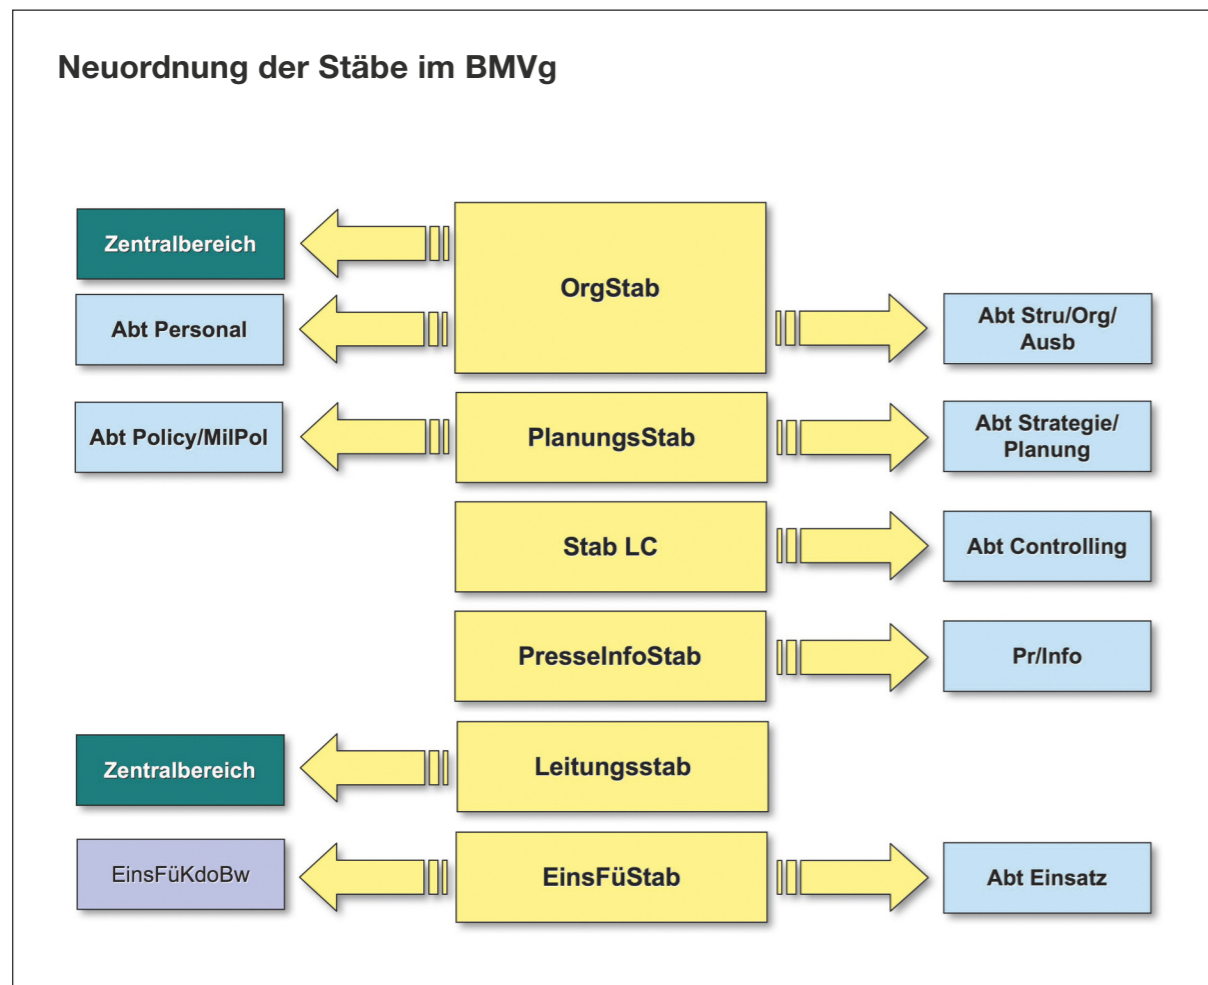 Neuordnung der Stäbe im BMVg
Zentralbereich
OrgStab
Abt Personal
Abt Stru/Org/
Ausb
Abt Policy/MilPol
PlanungsStab
Abt Strategie/
Planung
Stab LC
Abt Controlling
PresseInfoStab
Pr/Info
Zentralbereich
Leitungsstab
EinsFüKdoBw
EinsFüStab
Abt Einsatz